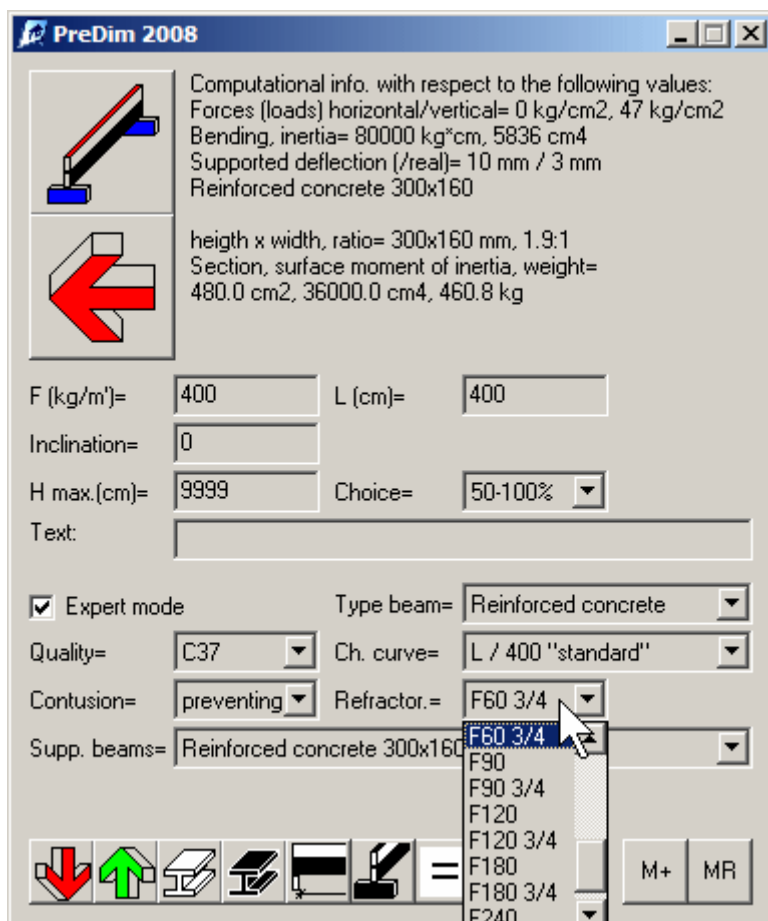 PreDim 2008
Computational info. with respect to the following values:
Forces (loads) horizontal/vertical= 0 kg/cm2, 47 kg/cm2
Bending, inertia= 80000 kg*cm, 5836 cm4
Supported deflection (/real)= 10 mm / 3 mm
Reinforced concrete 300x160
heigth x width, ratio= 300x160 mm, 1.9:1
Section, surface moment of inertia, weight=
480.0 cm2, 36000.0 cm4, 460.8 kg
F (kg/m')= 400 L (cm)= 400
Inclination= 0
H max.(cm)= 9999 Choice= 50-100%
Text:
Expert mode Type beam= Reinforced concrete
Quality= C37 Ch. curve= L / 400 "standard"
Contusion= preventing Refractor.= F60 3/4
Supp. beams= Reinforced concrete 300x160
F60 3/4
F90
F90 3/4
F120
F120 3/4
F180
F180 3/4
F240
= M+ MR